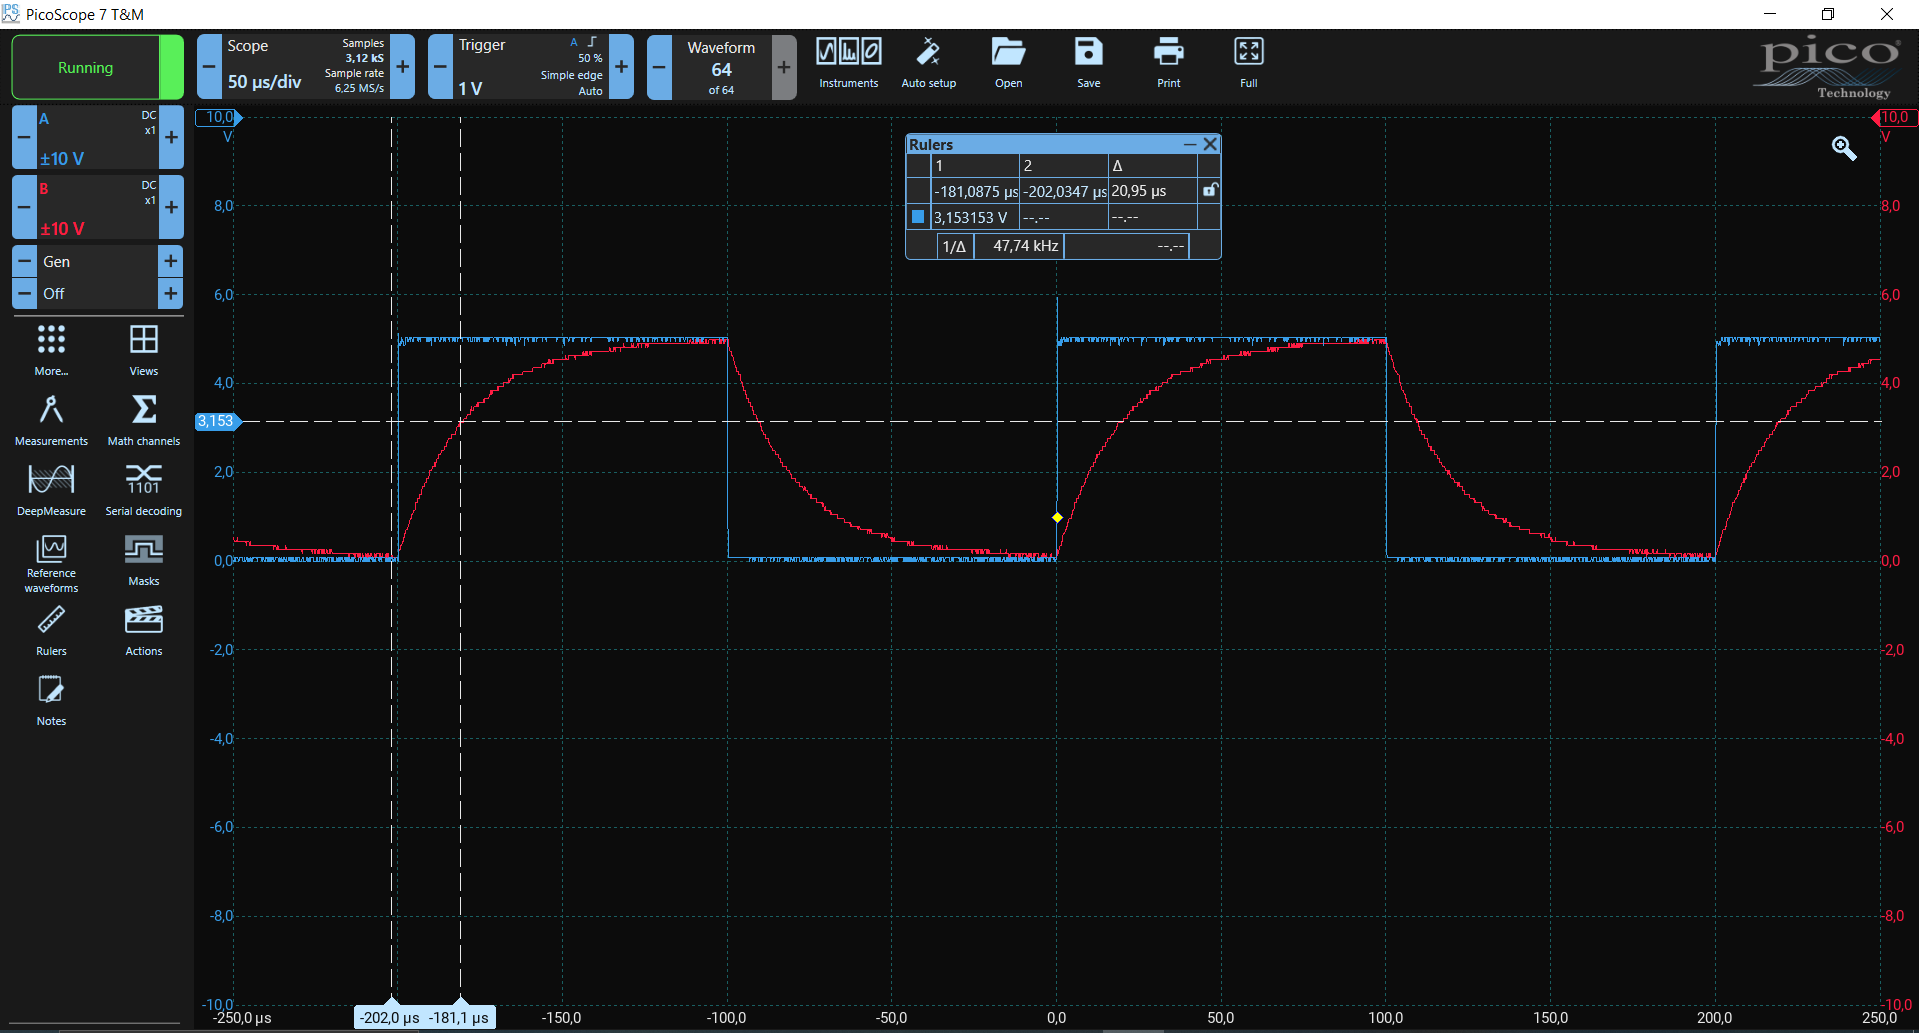 PicoScope 7 T&M
Running
Scope
50 µs/div
Samples
3,12 kS
Sample rate
6,25 MS/s
Trigger
1 V
A
50 %
Simple edge
Auto
Waveform
64
of 64
Instruments
Auto setup
Open
Save
Print
Full
pico
Technology
A
DC
x1
±10 V
B
DC
x1
±10 V
Gen
Off
More...
Views
Measurements
Math channels
DeepMeasure
1101
Serial decoding
Reference
waveforms
Masks
Rulers
Actions
Notes
10,0
V
8,0
6,0
4,0
3,153
2,0
0,0
-2,0
-4,0
-6,0
-8,0
-10,0
Rulers
1 2 Δ
-181,0875 µs -202,0347 µs 20,95 µs
3,153153 V --.-- --.--
1/Δ 47,74 kHz --.--
10,0
V
8,0
6,0
4,0
2,0
0,0
-2,0
-4,0
-6,0
-8,0
-10,0
-250,0 µs -202,0 µs -181,1 µs -150,0 -100,0 -50,0 0,0 50,0 100,0 150,0 200,0 250,0